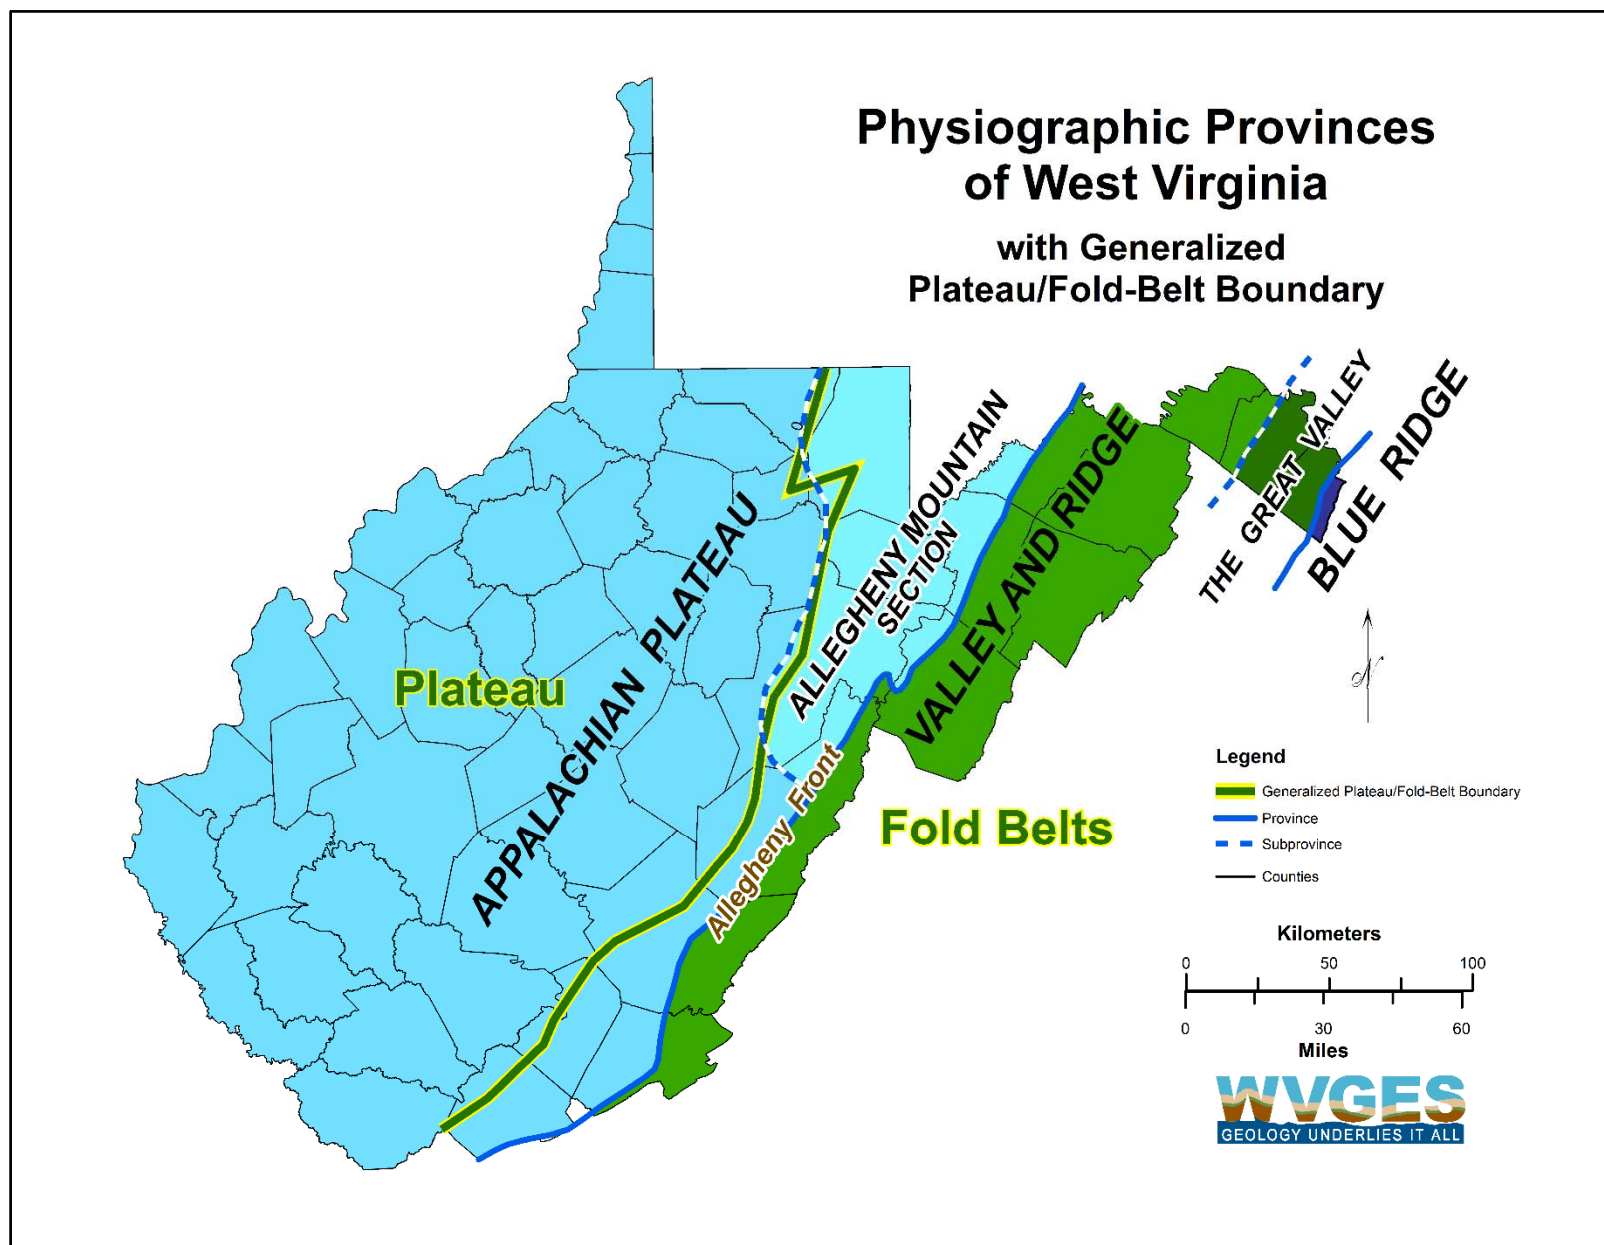 Physiographic Provinces
of West Virginia
with Generalized
Plateau/Fold-Belt Boundary
Plateau
APPALACHIAN PLATEAU
ALLEGHENY MOUNTAIN
SECTION
VALLEY AND RIDGE
THE GREAT VALLEY
BLUE RIDGE
Allegheny Front
Fold Belts
N
Legend
Generalized Plateau/Fold-Belt Boundary
Province
Subprovince
Counties
Kilometers
0 50 100
0 30 60
Miles
WVGES
GEOLOGY UNDERLIES IT ALL